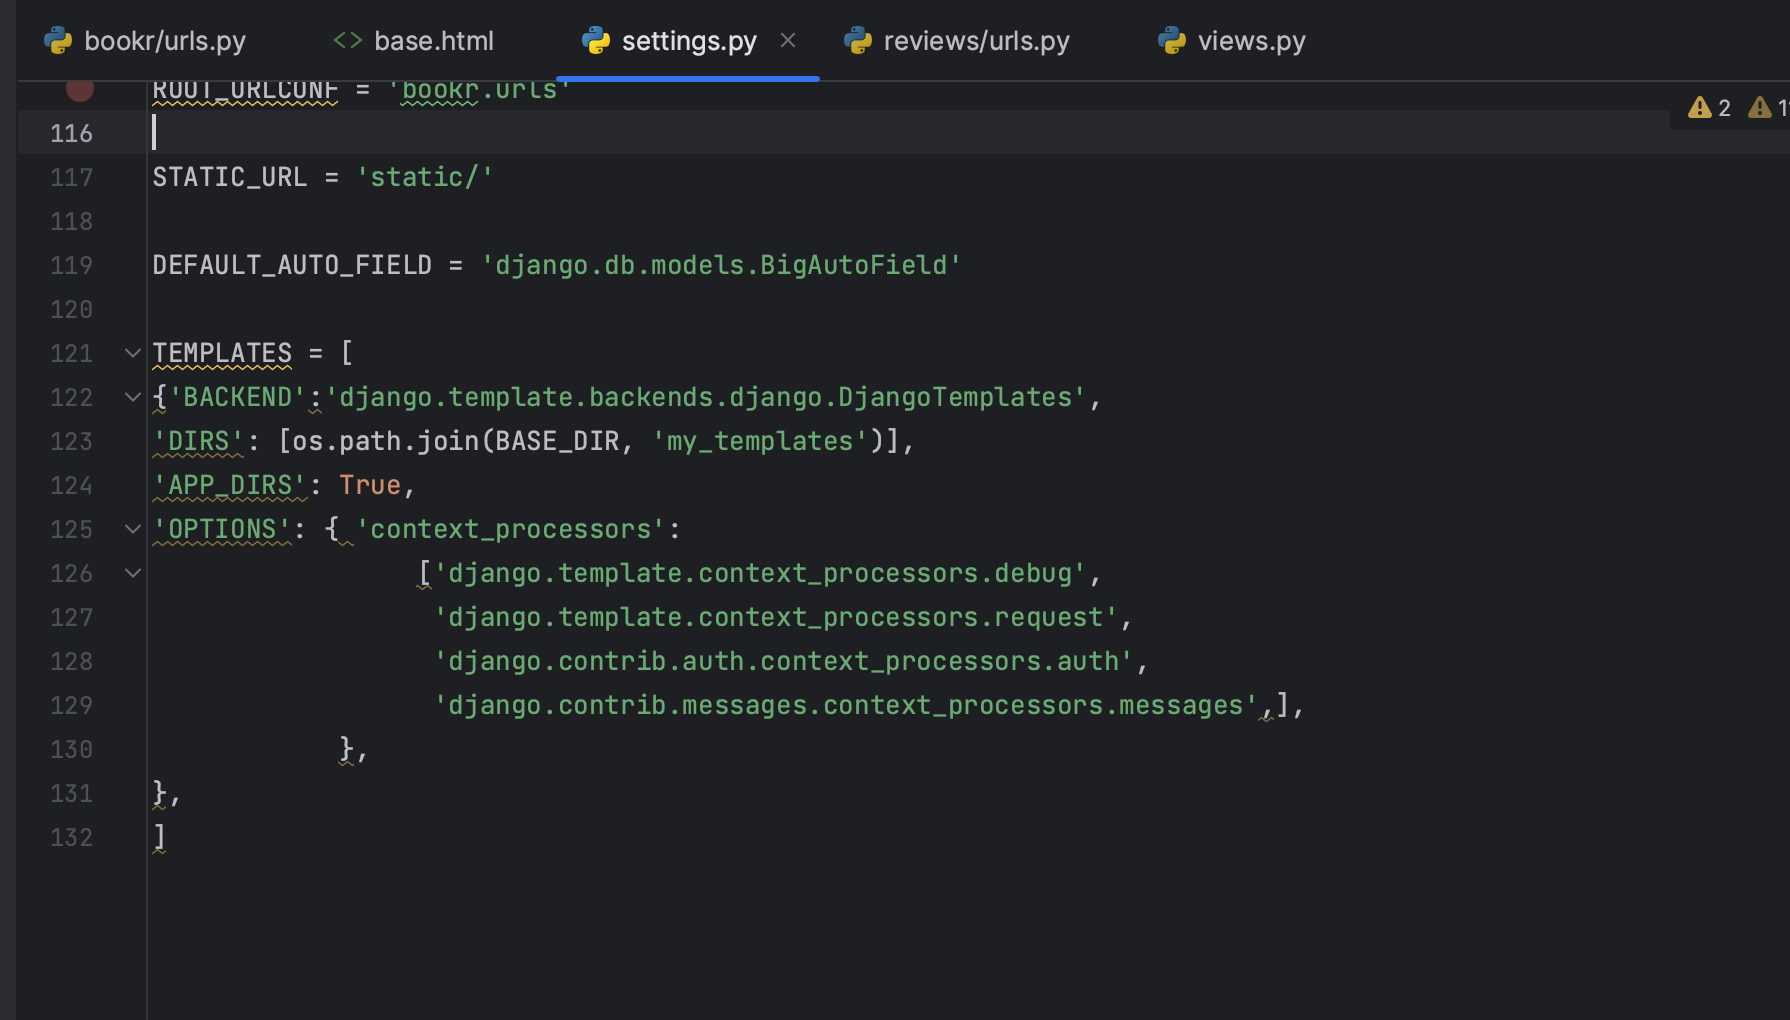 bookr/urls.py <> base.html settings.py × reviews/urls.py views.py
ROOT_URLCONF = 'bookr.urls'
2
116
117 STATIC_URL = 'static/'
118
119 DEFAULT_AUTO_FIELD = 'django.db.models.BigAutoField'
120
121 TEMPLATES = [
122 {'BACKEND':'django.template.backends.django.DjangoTemplates',
123 'DIRS': [os.path.join(BASE_DIR, 'my_templates')],
124 'APP_DIRS': True,
125 'OPTIONS': { 'context_processors':
126 ['django.template.context_processors.debug',
127 'django.template.context_processors.request',
128 'django.contrib.auth.context_processors.auth',
129 'django.contrib.messages.context_processors.messages',],
130 },
131 },
132 ]